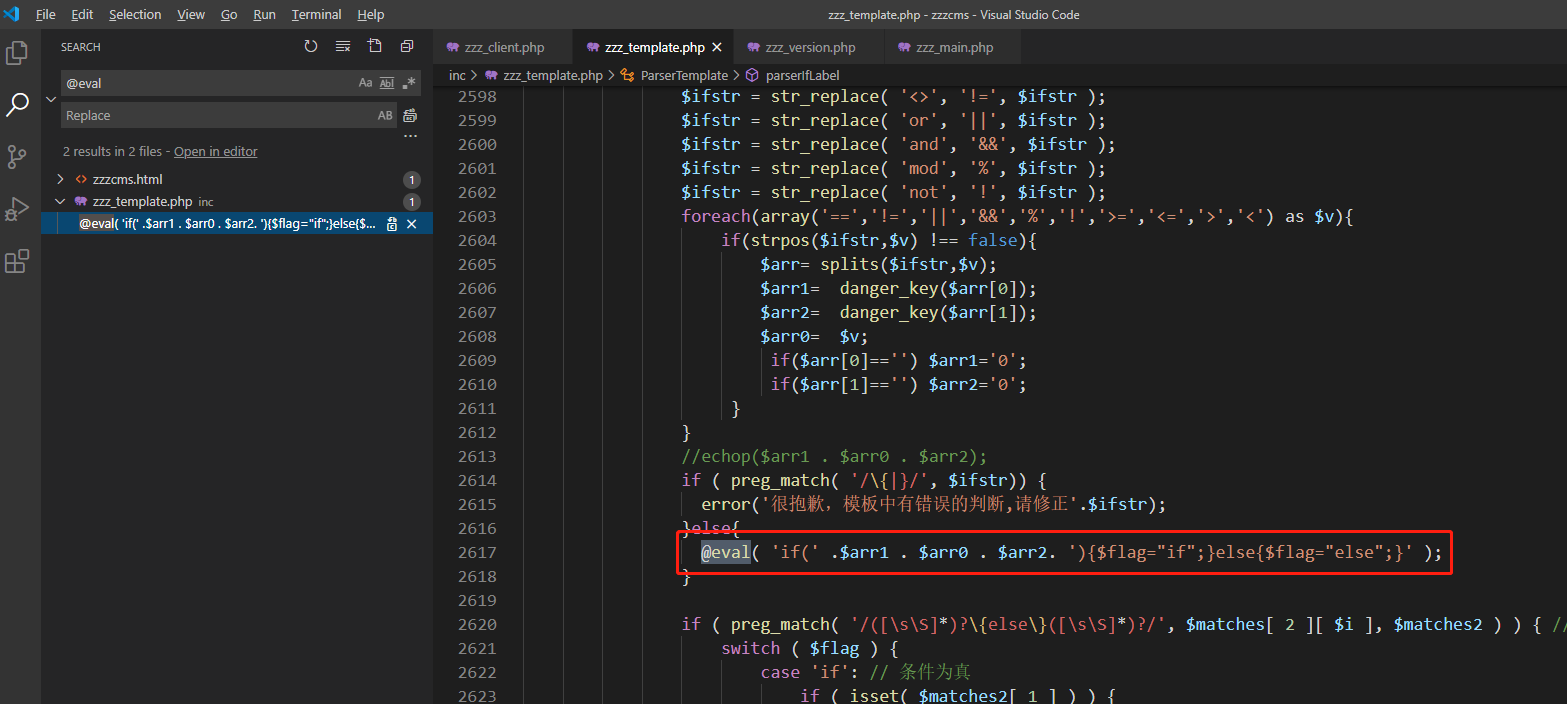 File Edit Selection View Go Run Terminal Help zzz_template.php - zzzcms - Visual Studio Code
SEARCH
@eval Aa Abl .*
Replace AB
...
2 results in 2 files - Open in editor
zzzcms.html 1
zzz_template.php inc 1
@eval( 'if(' .$arr1 . $arr0 . $arr2. '){$flag="if";}else{$...
zzz_client.php zzz_template.php zzz_version.php zzz_main.php
inc > zzz_template.php > ParserTemplate > parserIfLabel
2598 $ifstr = str_replace( '<>', '!=', $ifstr );
2599 $ifstr = str_replace( 'or', '||', $ifstr );
2600 $ifstr = str_replace( 'and', '&&', $ifstr );
2601 $ifstr = str_replace( 'mod', '%', $ifstr );
2602 $ifstr = str_replace( 'not', '!', $ifstr );
2603 foreach(array('==','!=','||','&&','%','!','>=','<=','>','<') as $v){
2604 if(strpos($ifstr,$v) !== false){
2605 $arr= splits($ifstr,$v);
2606 $arr1= danger_key($arr[0]);
2607 $arr2= danger_key($arr[1]);
2608 $arr0= $v;
2609 if($arr[0]=='') $arr1='0';
2610 if($arr[1]=='') $arr2='0';
2611 }
2612 }
2613 //echop($arr1 . $arr0 . $arr2);
2614 if ( preg_match( '/\{|}/', $ifstr)) {
2615 error('很抱歉，模板中有错误的判断,请修正'.$ifstr);
2616 }else{
2617 @eval( 'if(' .$arr1 . $arr0 . $arr2. '){$flag="if";}else{$flag="else";}' );
2618 }
2619
2620 if ( preg_match( '/([\s\S]*)?\{else\}([\s\S]*)?/', $matches[ 2 ][ $i ], $matches2 ) ) { //
2621 switch ( $flag ) {
2622 case 'if': // 条件为真
2623 if ( isset( $matches2[ 1 ] ) ) {